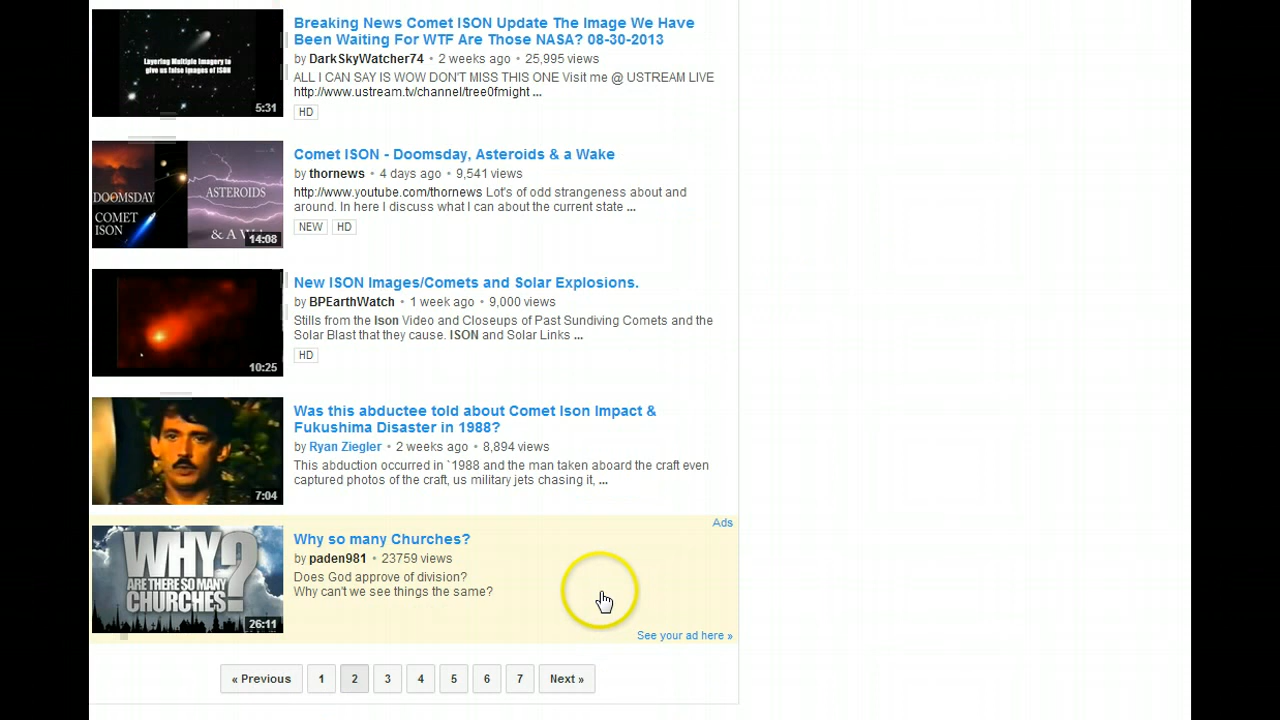 Breaking News Comet ISON Update The Image We Have
Been Waiting For WTF Are Those NASA? 08-30-2013
by DarkSkyWatcher74 • 2 weeks ago • 25,995 views
ALL I CAN SAY IS WOW DON'T MISS THIS ONE Visit me @ USTREAM LIVE
http://www.ustream.tv/channel/tree0fmight ...
HD
Layering Multiple Imagery to
give us false images of ISON
5:31
Comet ISON - Doomsday, Asteroids & a Wake
by thornews • 4 days ago • 9,541 views
http://www.youtube.com/thornews Lot's of odd strangeness about and
around. In here I discuss what I can about the current state ...
NEW HD
DOOMSDAY
COMET
ISON
ASTEROIDS
& A
14:08
New ISON Images/Comets and Solar Explosions.
by BPEarthWatch • 1 week ago • 9,000 views
Stills from the Ison Video and Closeups of Past Sundiving Comets and the
Solar Blast that they cause. ISON and Solar Links ...
HD
10:25
Was this abductee told about Comet Ison Impact &
Fukushima Disaster in 1988?
by Ryan Ziegler • 2 weeks ago • 8,894 views
This abduction occurred in `1988 and the man taken aboard the craft even
captured photos of the craft, us military jets chasing it, ...
7:04
Ads
Why so many Churches?
by paden981 • 23759 views
Does God approve of division?
Why can't we see things the same?
WHY?
ARE THERE SO MANY
CHURCHES
26:11
See your ad here »
« Previous 1 2 3 4 5 6 7 Next »